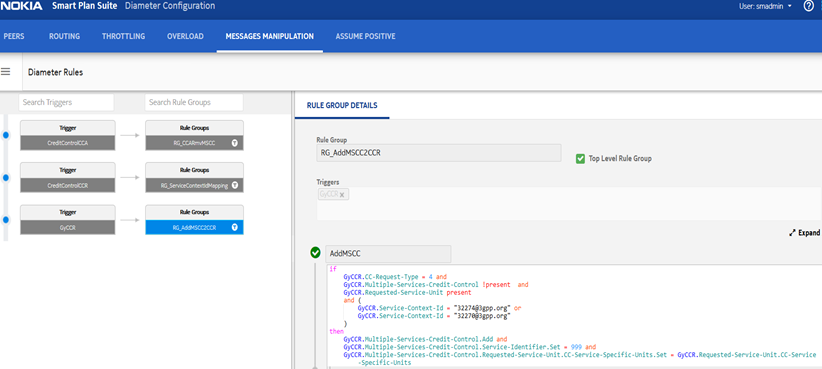 NOKIA Smart Plan Suite Diameter Configuration User: smadmin
PEERS ROUTING THROTTLING OVERLOAD MESSAGES MANIPULATION ASSUME POSITIVE
Diameter Rules
Search Triggers Search Rule Groups
Trigger Rule Groups
CreditControlCCA RG_CCARmvMSCC
Trigger Rule Groups
CreditControlCCR RG_ServiceContextIdMapping
Trigger Rule Groups
GyCCR RG_AddMSCC2CCR
RULE GROUP DETAILS
Rule Group
RG_AddMSCC2CCR
Top Level Rule Group
Triggers
GyCCR x
Expand
AddMSCC
if
GyCCR.CC-Request-Type = 4 and
GyCCR.Multiple-Services-Credit-Control !present and
GyCCR.Requested-Service-Unit present
and (
GyCCR.Service-Context-Id = "32274@3gpp.org" or
GyCCR.Service-Context-Id = "32270@3gpp.org"
)
then
GyCCR.Multiple-Services-Credit-Control.Add and
GyCCR.Multiple-Services-Credit-Control.Service-Identifier.Set = 999 and
GyCCR.Multiple-Services-Credit-Control.Requested-Service-Unit.CC-Service-Specific-Units.Set = GyCCR.Requested-Service-Unit.CC-Service
-Specific-Units